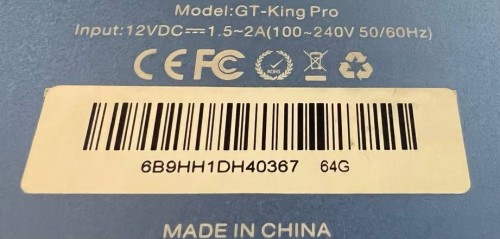 Model:GT-King Pro
Input:12VDC⎓1.5~2A(100~240V 50/60Hz)
CE FC RoHS
6B9HH1DH40367 64G
MADE IN CHINA